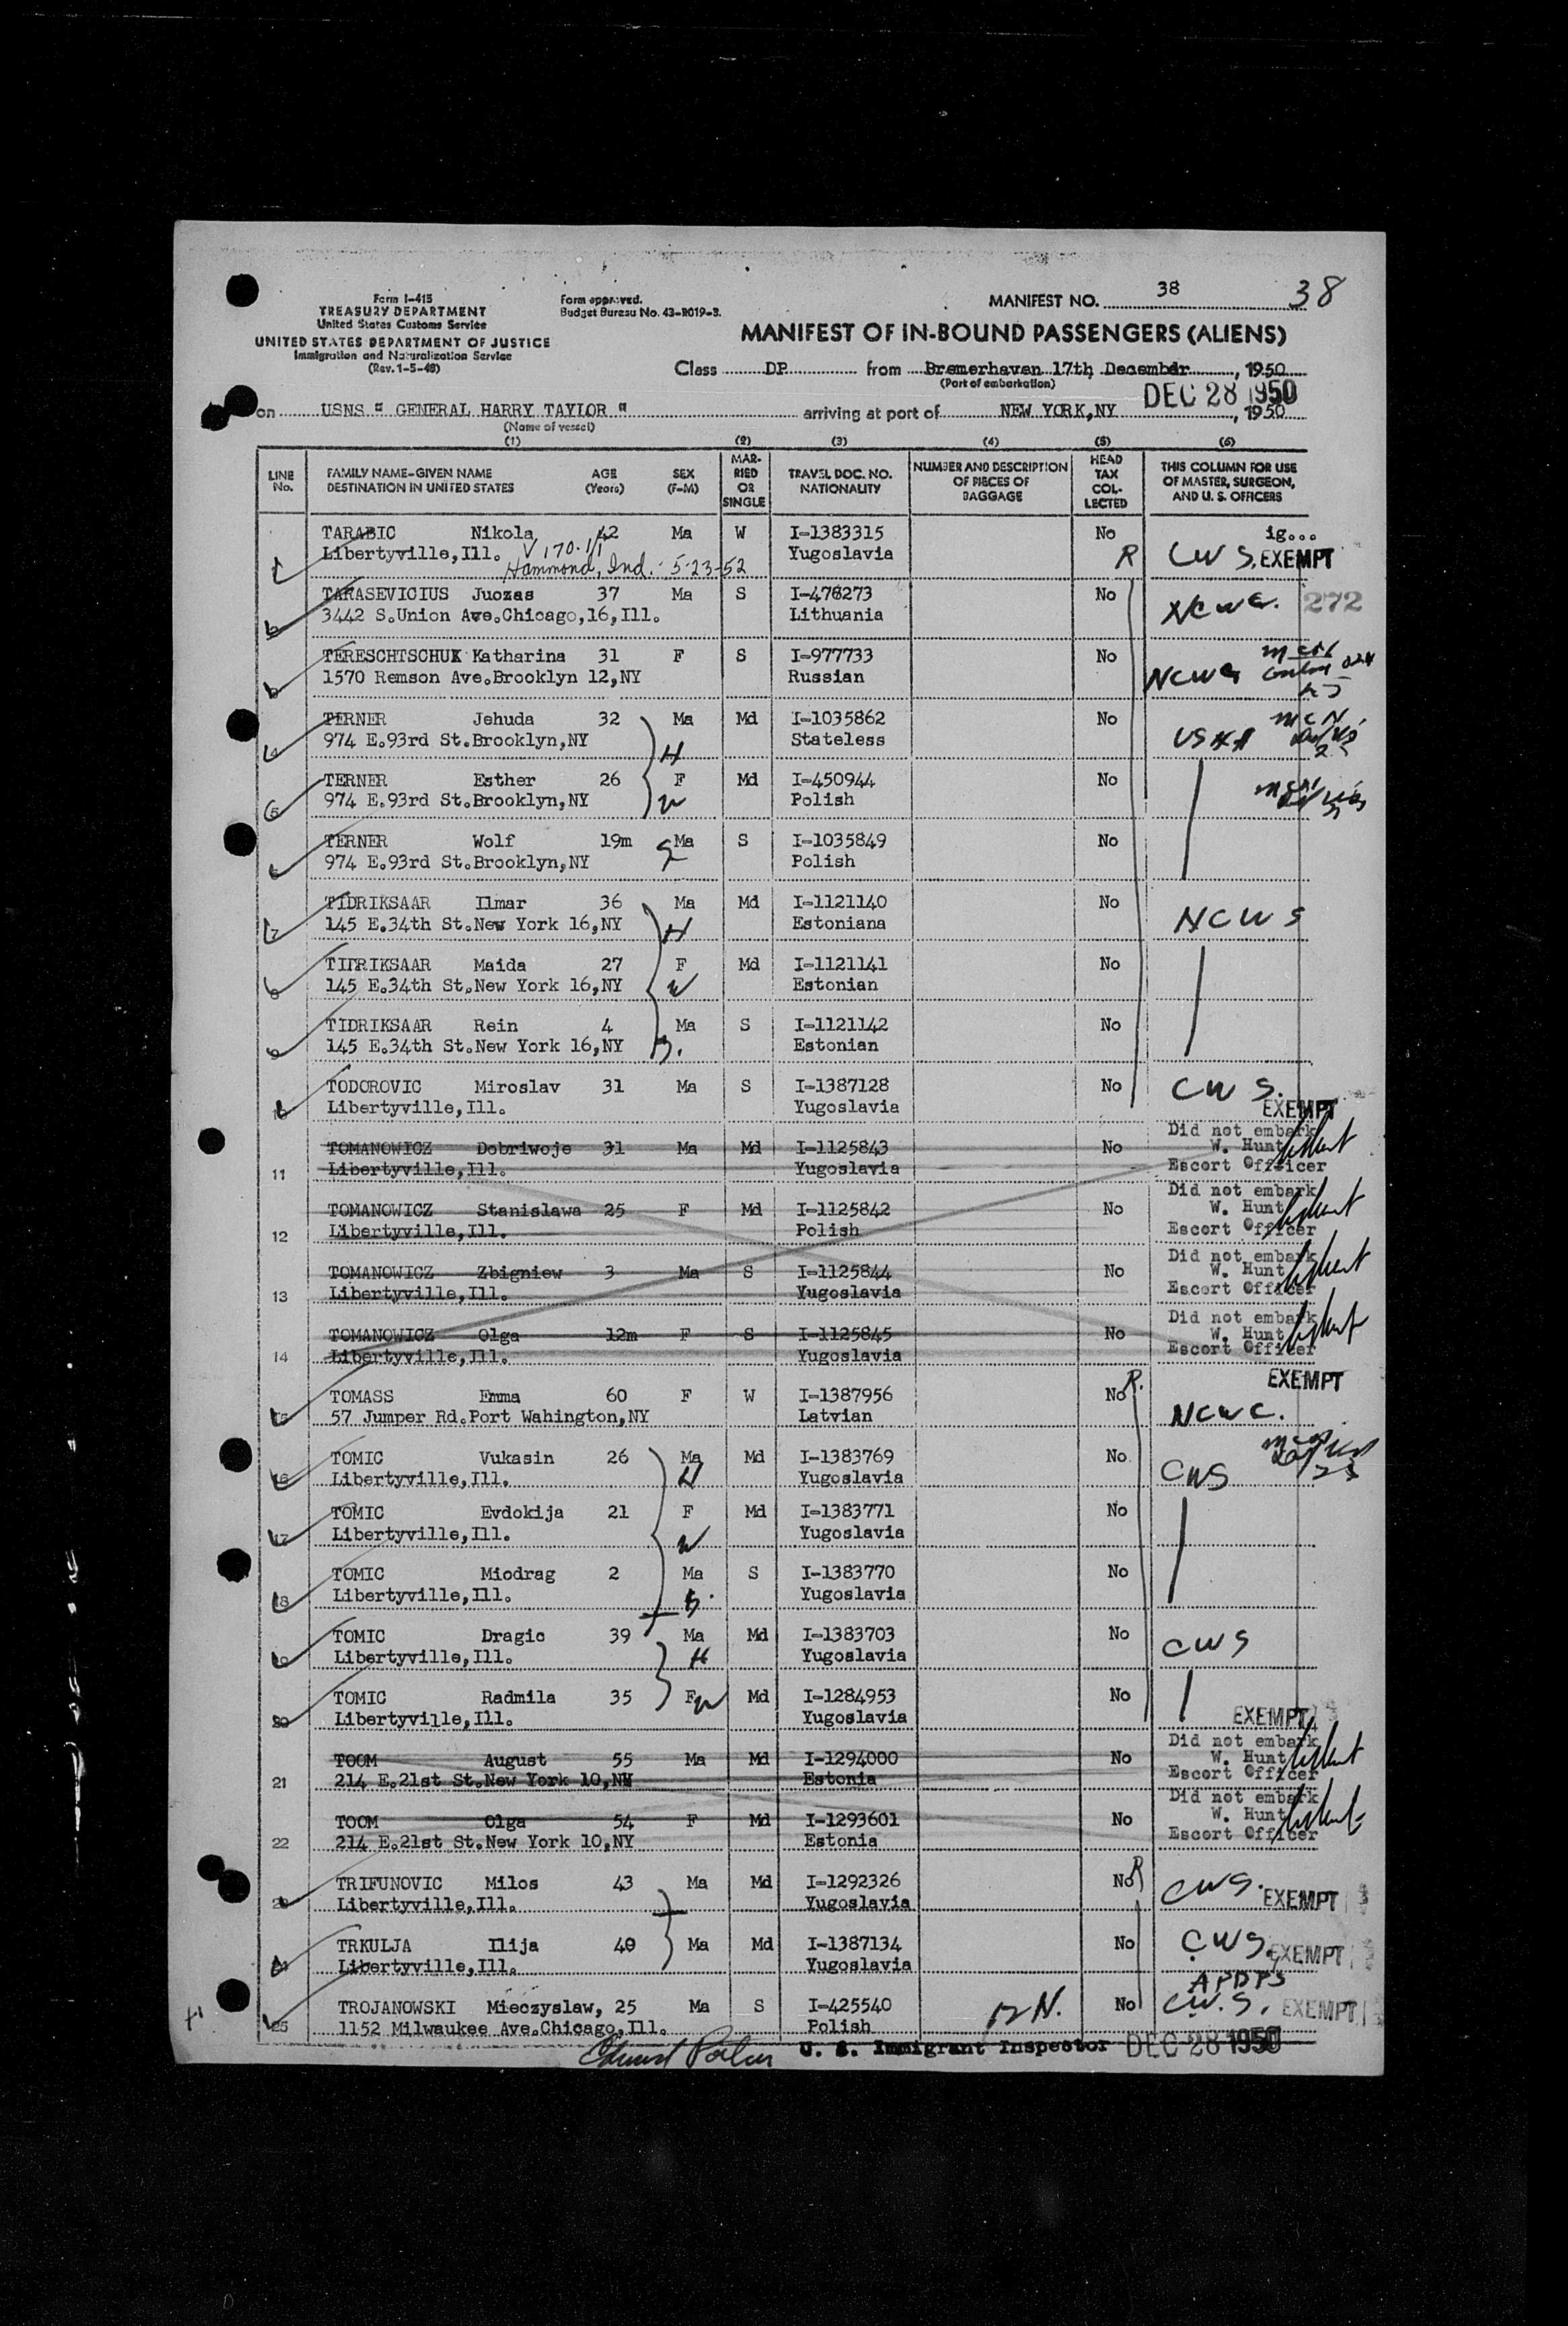 Form I-415
TREASURY DEPARTMENT
United States Customs Service
UNITED STATES DEPARTMENT OF JUSTICE
Immigration and Naturalization Service
(Rev. 1-5-49)
Form approved.
Budget Bureau No. 43-R019-3.
MANIFEST NO. 38
38
MANIFEST OF IN-BOUND PASSENGERS (ALIENS)
Class DP from Bremerhaven 17th December, 1950
(Port of embarkation)
DEC 28 1950
on USNS " GENERAL HARRY TAYLOR " arriving at port of NEW YORK,NY, 1950
(Name of vessel)
(1) (2) (3) (4) (5) (6)
LINE No. FAMILY NAME-GIVEN NAME DESTINATION IN UNITED STATES AGE (Years) SEX (F-M) MARRIED OR SINGLE TRAVEL DOC. NO. NATIONALITY NUMBER AND DESCRIPTION OF PIECES OF BAGGAGE HEAD TAX COLLECTED THIS COLUMN FOR USE OF MASTER, SURGEON, AND U. S. OFFICERS
TARABIC Nikola 42 Ma W I-1383315 No ig...
Libertyville,Ill. V 170.1/1 Yugoslavia R CWS. EXEMPT
Hammond, Ind. 5-23-52
TARASEVICIUS Juozas 37 Ma S I-476273 No
3442 S.Union Ave.Chicago,16,Ill. Lithuania NCWC. 272
TERESCHTSCHUK Katharina 31 F S I-977733 No
1570 Remson Ave.Brooklyn 12,NY Russian NCWC
TERNER Jehuda 32 Ma Md I-1035862 No
974 E.93rd St.Brooklyn,NY H Stateless
TERNER Esther 26 F Md I-450944 No
974 E.93rd St.Brooklyn,NY W Polish
TERNER Wolf 19m Ma S I-1035849 No
974 E.93rd St.Brooklyn,NY Polish
TIDRIKSAAR Ilmar 36 Ma Md I-1121140 No
145 E.34th St.New York 16,NY H Estoniana NCWS
TIDRIKSAAR Maida 27 F Md I-1121141 No
145 E.34th St.New York 16,NY W Estonian
TIDRIKSAAR Rein 4 Ma S I-1121142 No
145 E.34th St.New York 16,NY B. Estonian
TODOROVIC Miroslav 31 Ma S I-1387128 No CWS.
Libertyville,Ill. Yugoslavia EXEMPT
TOMANOWICZ Dobriwoje 31 Ma Md I-1125843 No Did not embark W. Hunt
11 Libertyville,Ill. Yugoslavia Escort Officer
TOMANOWICZ Stanislawa 25 F Md I-1125842 No Did not embark W. Hunt
12 Libertyville,Ill. Polish Escort Officer
TOMANOWICZ Zbigniew 3 Ma S I-1125844 No Did not embark W. Hunt
13 Libertyville,Ill. Yugoslavia Escort Officer
TOMANOWICZ Olga 12m F S I-1125845 No Did not embark W. Hunt
14 Libertyville,Ill. Yugoslavia Escort Officer
TOMASS Emma 60 F W I-1387956 No R. EXEMPT
15 57 Jumper Rd.Port Wahington,NY Latvian NCWC.
TOMIC Vukasin 26 Ma Md I-1383769 No
16 Libertyville,Ill. H Yugoslavia CWS
TOMIC Evdokija 21 F Md I-1383771 No
17 Libertyville,Ill. W Yugoslavia
TOMIC Miodrag 2 Ma S I-1383770 No
18 Libertyville,Ill. Yugoslavia
TOMIC Dragic 39 Ma Md I-1383703 No CWS
19 Libertyville,Ill. H Yugoslavia
TOMIC Radmila 35 F W Md I-1284953 No
20 Libertyville,Ill. Yugoslavia EXEMPT
TOOM August 55 Ma Md I-1294000 No Did not embark W. Hunt
21 214 E.21st St.New York 10,NY Estonia Escort Officer
TOOM Olga 54 F Md I-1293601 No Did not embark W. Hunt
22 214 E.21st St.New York 10,NY Estonia Escort Officer
TRIFUNOVIC Milos 43 Ma Md I-1292326 No R CWS.
23 Libertyville,Ill. Yugoslavia EXEMPT
TRKULJA Ilija 40 Ma Md I-1387134 No CWS.
24 Libertyville,Ill. Yugoslavia EXEMPT
APDPS
TROJANOWSKI Mieczyslaw, 25 Ma S I-425540 No CW.S. EXEMPT
25 1152 Milwaukee Ave.Chicago,Ill. Polish
U. S. Immigrant Inspector DEC 28 1950